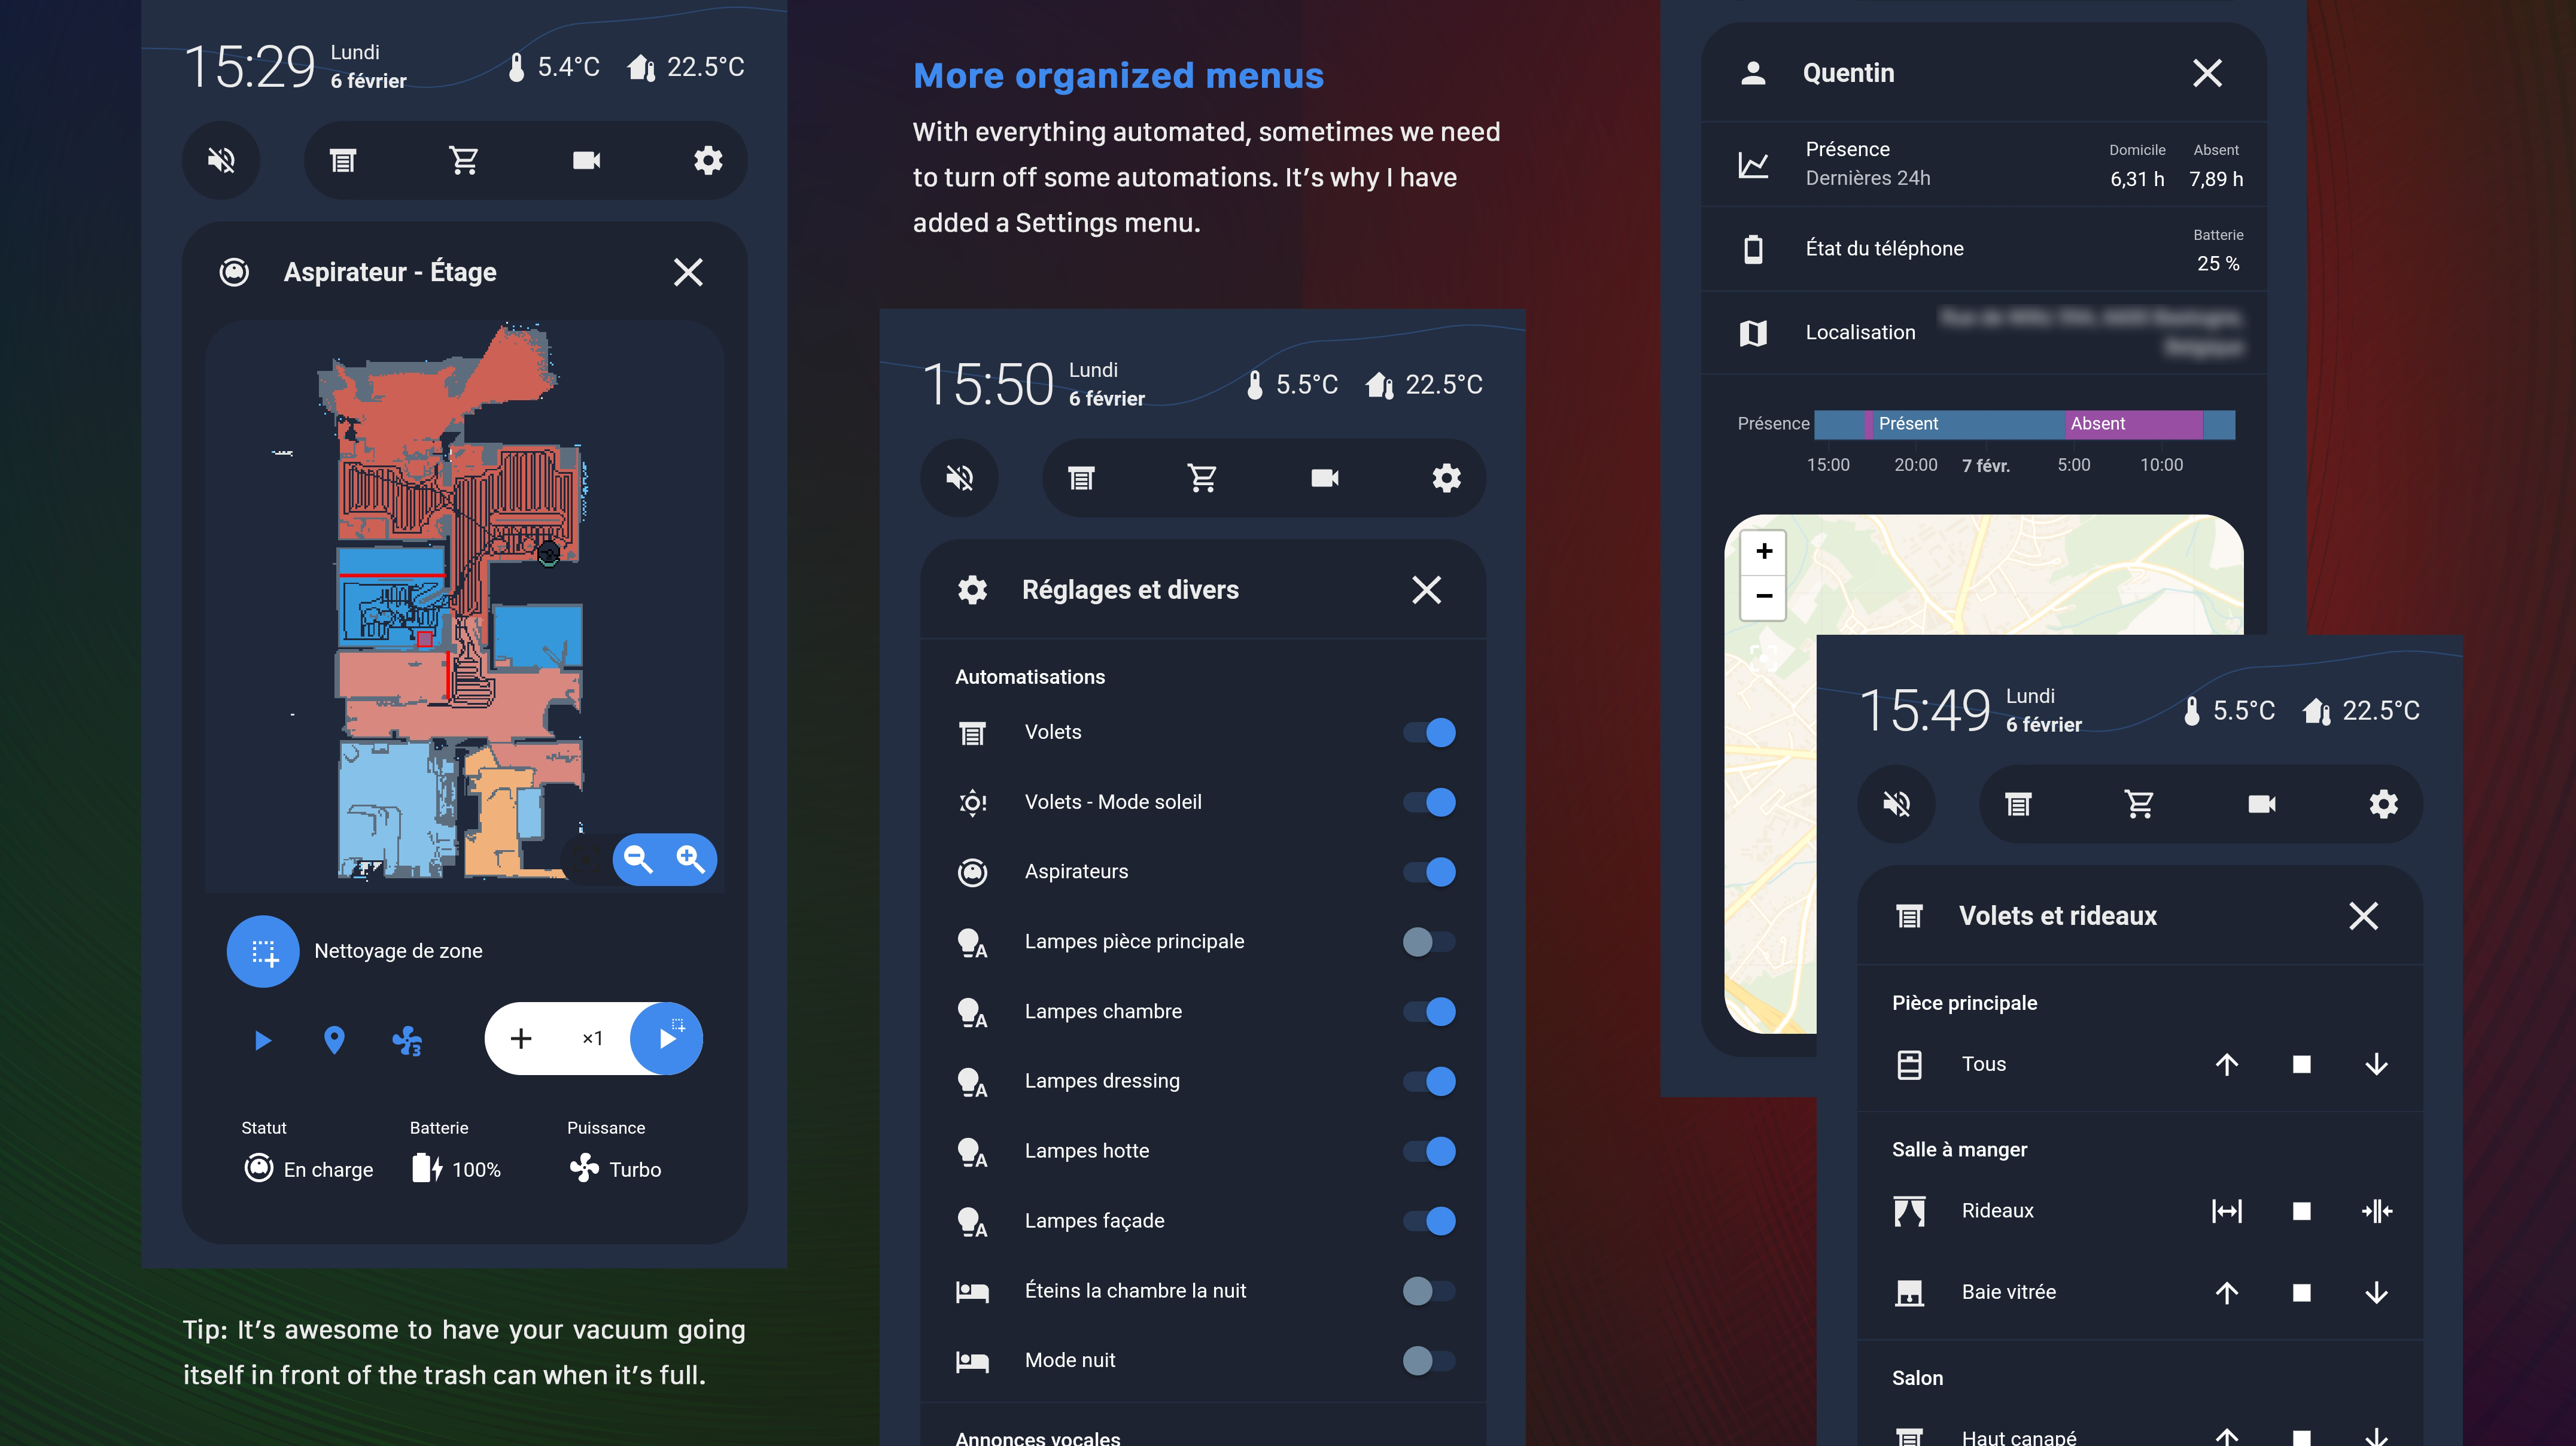 15:29
Lundi
6 février
5.4°C
22.5°C
Aspirateur - Étage
Nettoyage de zone
3
×1
Statut
En charge
Batterie
100%
Puissance
Turbo
Tip: It's awesome to have your vacuum going
itself in front of the trash can when it's full.
More organized menus
With everything automated, sometimes we need
to turn off some automations. It's why I have
added a Settings menu.
15:50
Lundi
6 février
5.5°C
22.5°C
Réglages et divers
Automatisations
Volets
Volets - Mode soleil
Aspirateurs
Lampes pièce principale
Lampes chambre
Lampes dressing
Lampes hotte
Lampes façade
Éteins la chambre la nuit
Mode nuit
Annonces vocales
Quentin
Présence
Dernières 24h
Domicile
6,31 h
Absent
7,89 h
État du téléphone
Batterie
25 %
Localisation
Présence
Présent
Absent
15:00
20:00
7 févr.
5:00
10:00
+
−
15:49
Lundi
6 février
5.5°C
22.5°C
Volets et rideaux
Pièce principale
Tous
Salle à manger
Rideaux
Baie vitrée
Salon
Haut canapé